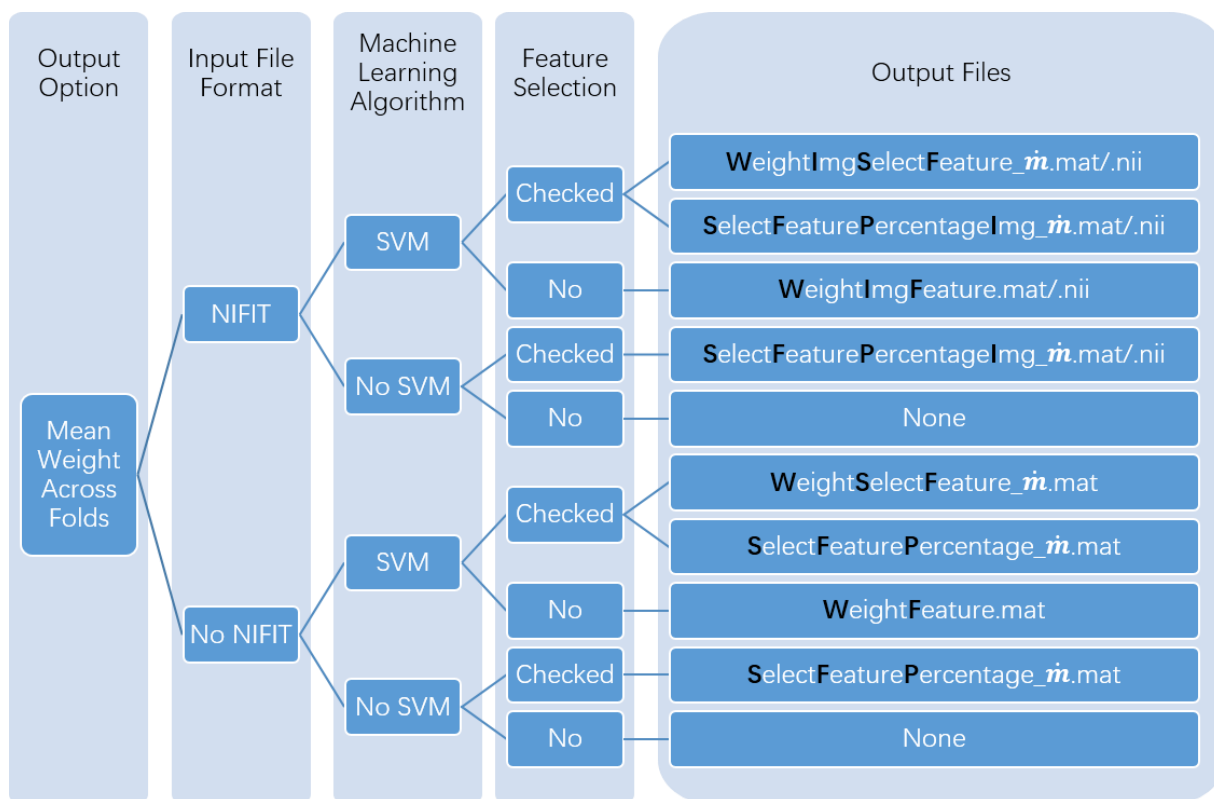 Output
Option
Input File
Format
Machine
Learning
Algorithm
Feature
Selection
Output Files
Mean
Weight
Across
Folds
NIFIT
No NIFIT
SVM
No SVM
SVM
No SVM
Checked
No
Checked
No
Checked
No
Checked
No
WeightImgSelectFeature_ṁ.mat/.nii
SelectFeaturePercentageImg_ṁ.mat/.nii
WeightImgFeature.mat/.nii
SelectFeaturePercentageImg_ṁ.mat/.nii
None
WeightSelectFeature_ṁ.mat
SelectFeaturePercentage_ṁ.mat
WeightFeature.mat
SelectFeaturePercentage_ṁ.mat
None